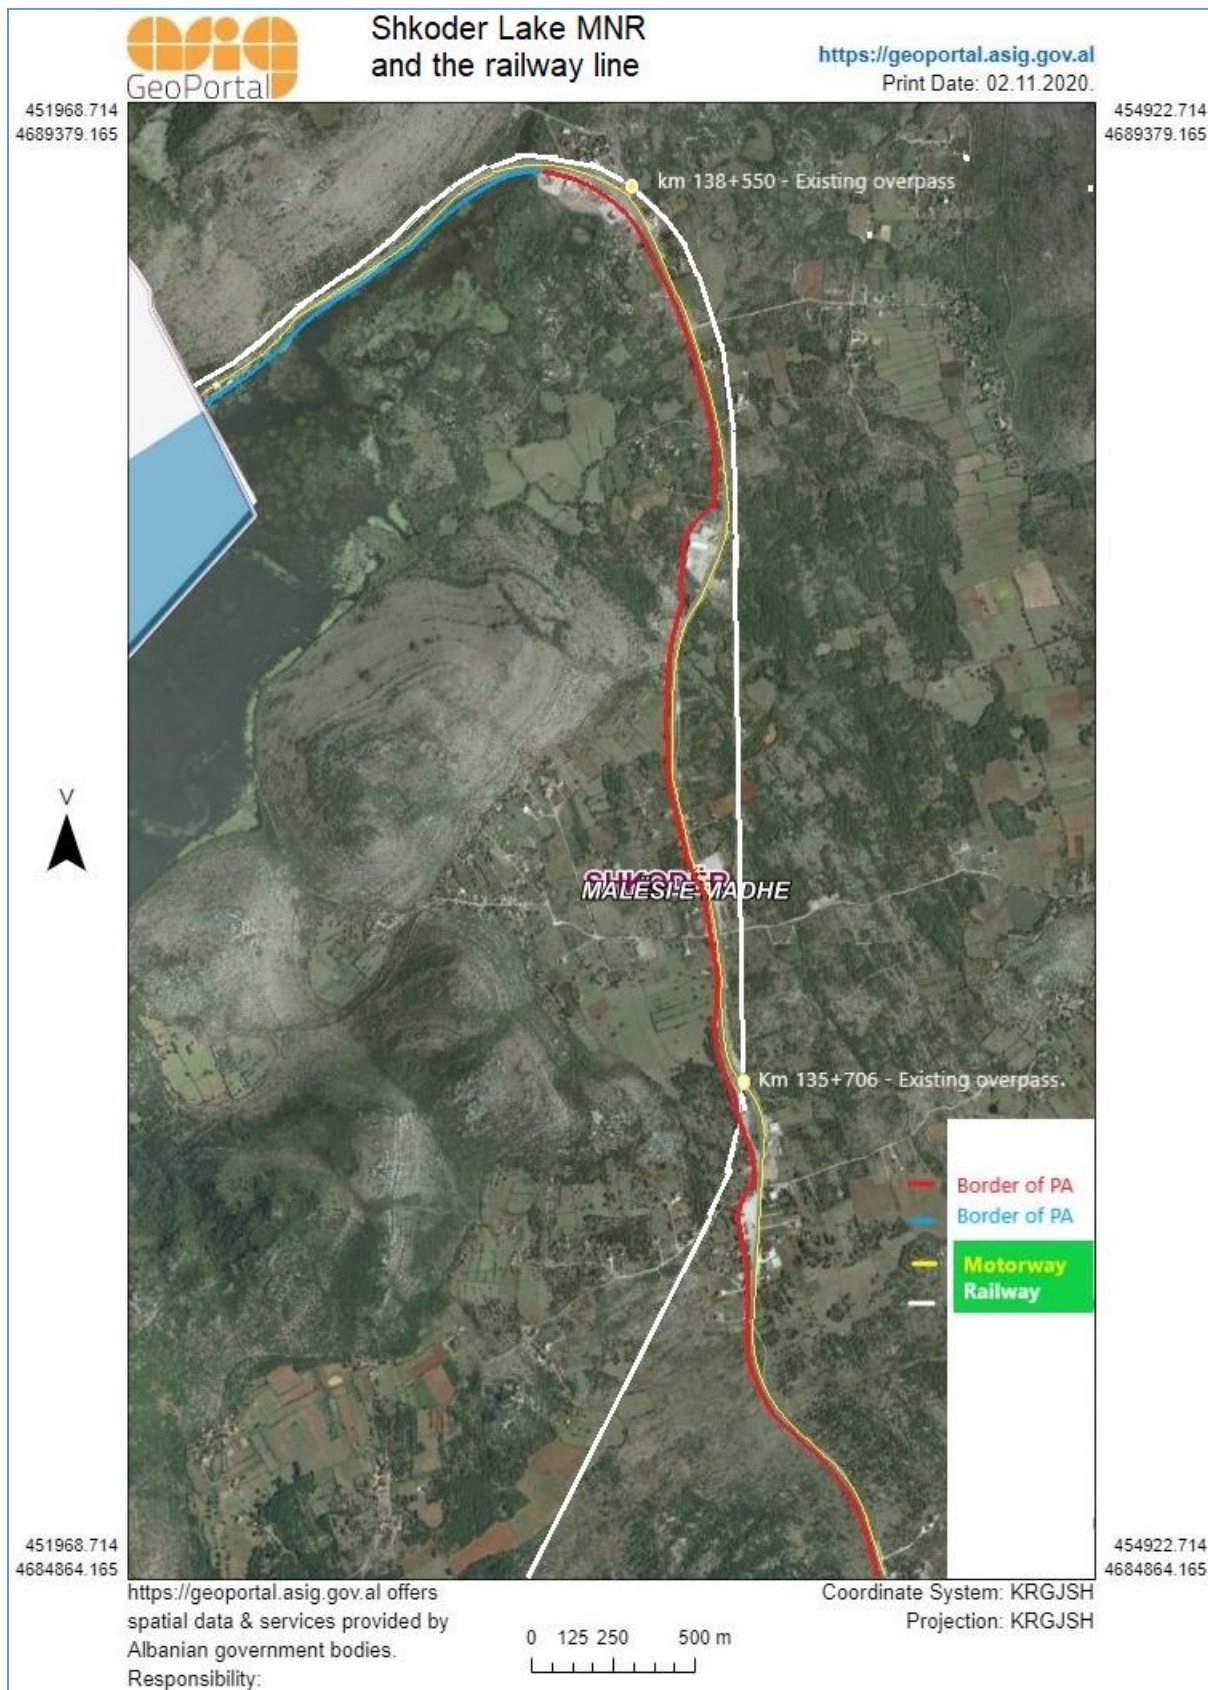 asig
GeoPortal
Shkoder Lake MNR
and the railway line
https://geoportal.asig.gov.al
Print Date: 02.11.2020.
451968.714
4689379.165
454922.714
4689379.165
km 138+550 - Existing overpass
V
SHKODËR
MALËSI E MADHE
Km 135+706 - Existing overpass.
Border of PA
Border of PA
Motorway
Railway
451968.714
4684864.165
454922.714
4684864.165
https://geoportal.asig.gov.al offers
spatial data & services provided by
Albanian government bodies.
Responsibility:
0 125 250 500 m
Coordinate System: KRGJSH
Projection: KRGJSH